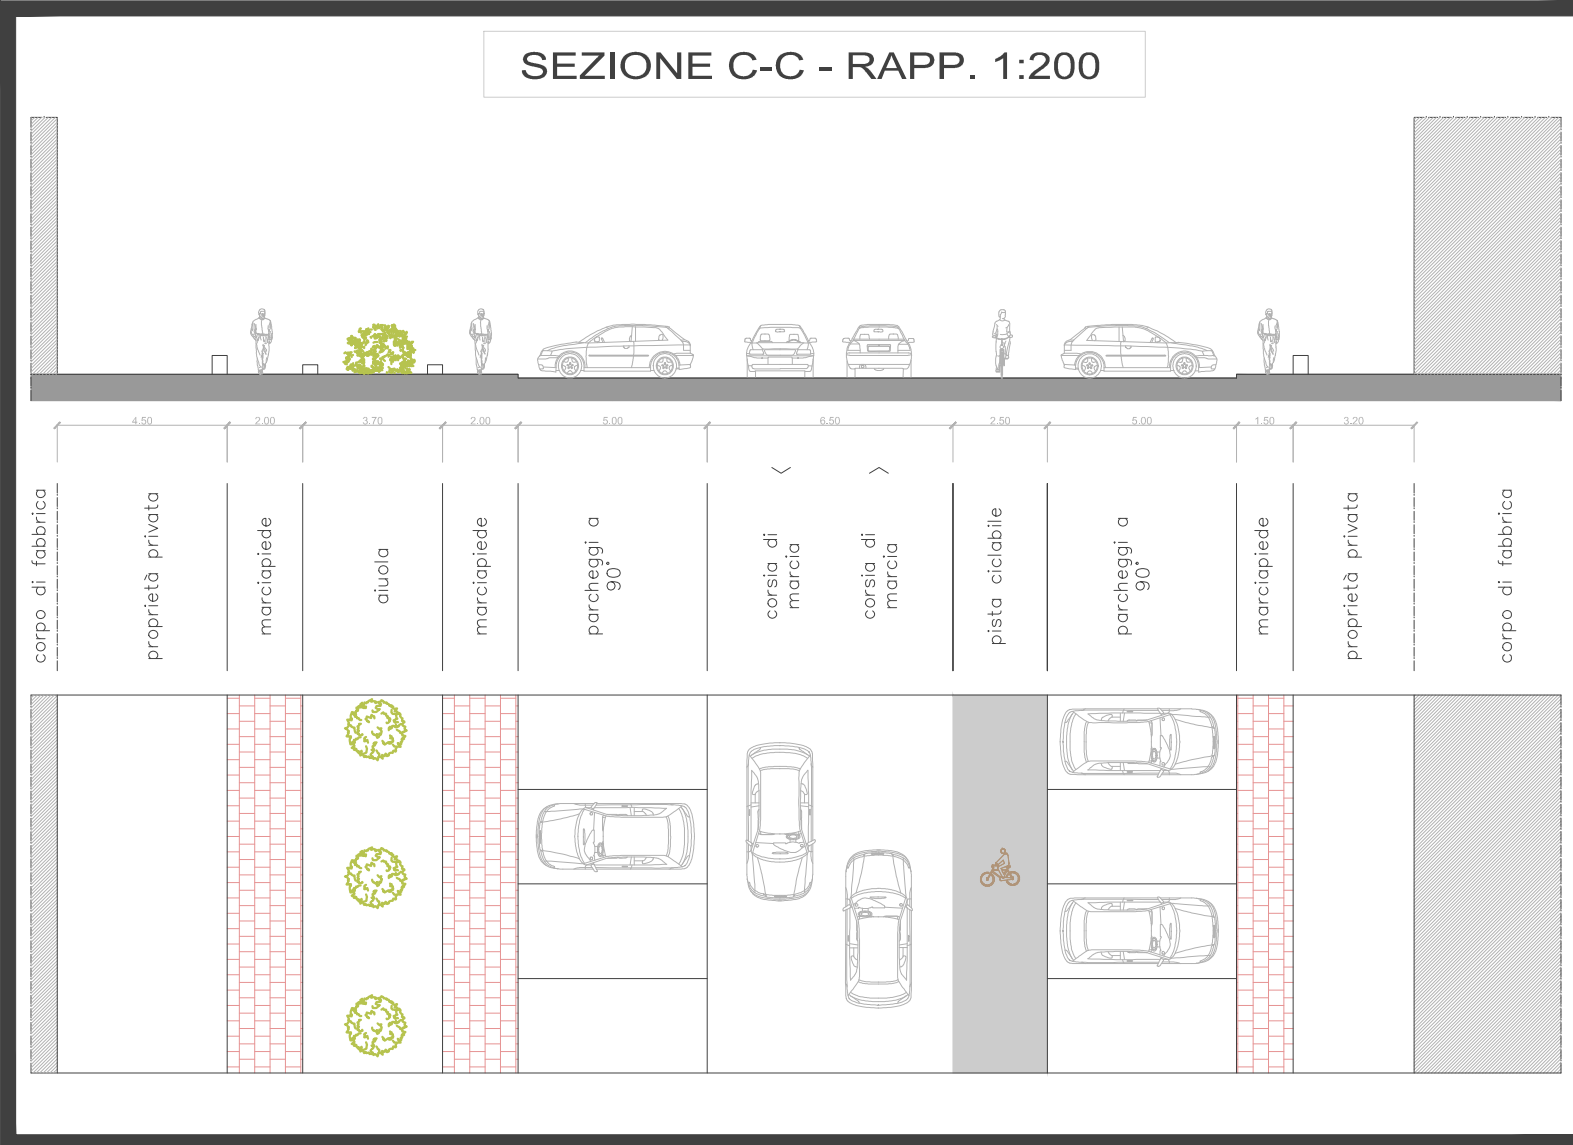 SEZIONE C-C - RAPP. 1:200
4.50 2.00 3.70 2.00 5.00 6.50 2.50 5.00 1.50 3.20
corpo di fabbrica
proprietà privata
marciapiede
aiuola
marciapiede
parcheggi a
90°
corsia di
marcia
corsia di
marcia
pista ciclabile
parcheggi a
90°
marciapiede
proprietà privata
corpo di fabbrica